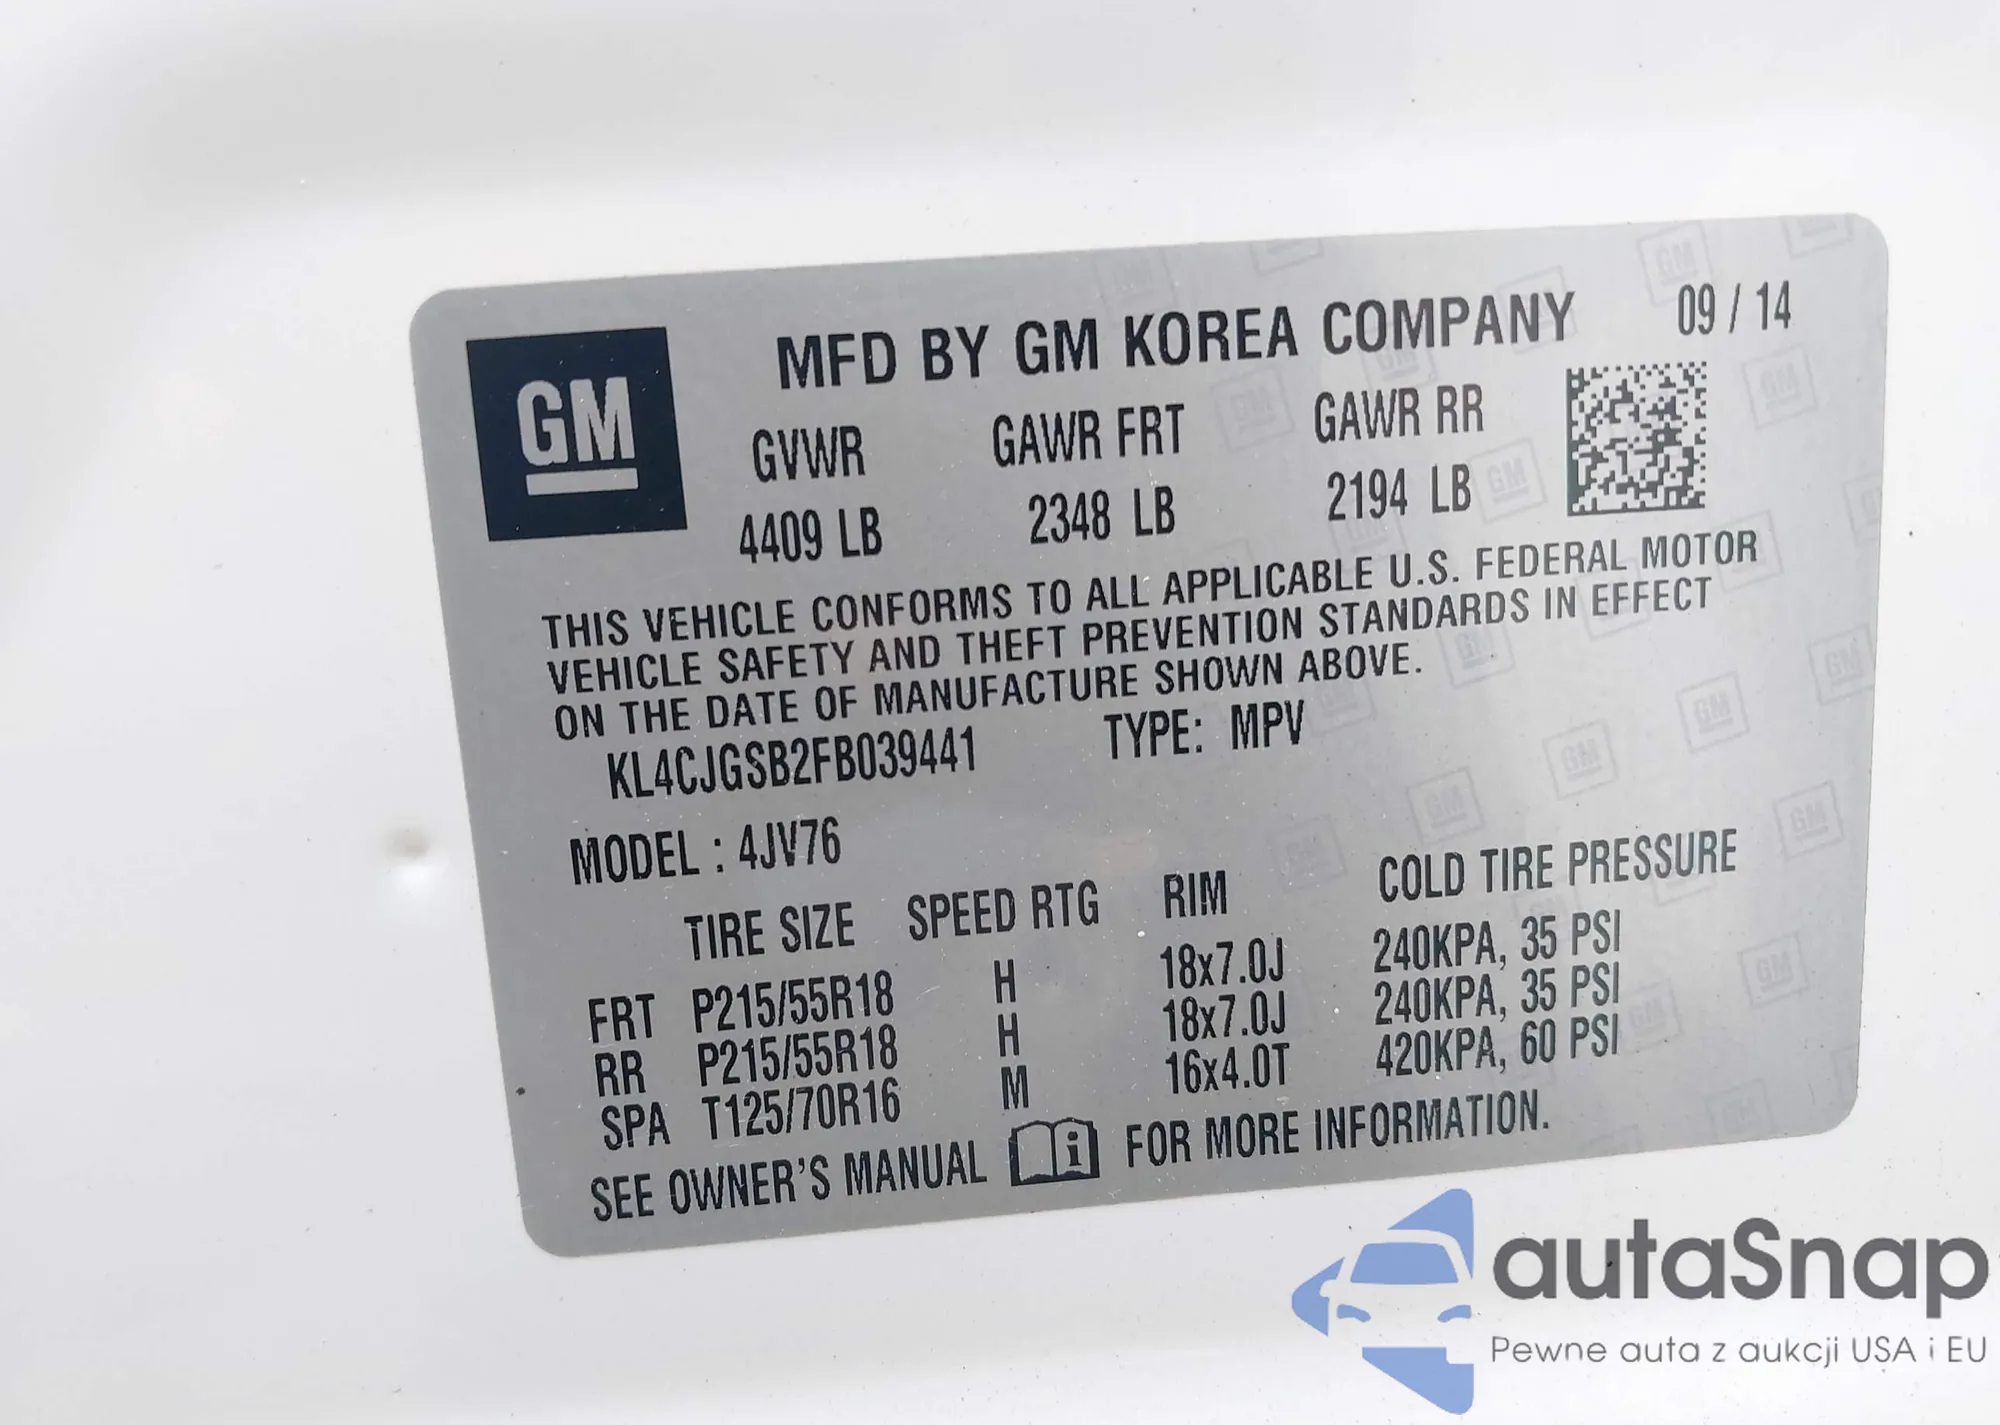 GM
MFD BY GM KOREA COMPANY 09 / 14
GVWR GAWR FRT GAWR RR
4409 LB 2348 LB 2194 LB
THIS VEHICLE CONFORMS TO ALL APPLICABLE U.S. FEDERAL MOTOR
VEHICLE SAFETY AND THEFT PREVENTION STANDARDS IN EFFECT
ON THE DATE OF MANUFACTURE SHOWN ABOVE.
KL4CJGSB2FB039441 TYPE: MPV
MODEL : 4JV76
TIRE SIZE SPEED RTG RIM COLD TIRE PRESSURE
FRT P215/55R18 H 18x7.0J 240KPA, 35 PSI
RR P215/55R18 H 18x7.0J 240KPA, 35 PSI
SPA T125/70R16 M 16x4.0T 420KPA, 60 PSI
SEE OWNER'S MANUAL i FOR MORE INFORMATION.
autaSnap
Pewne auta z aukcji USA i EU